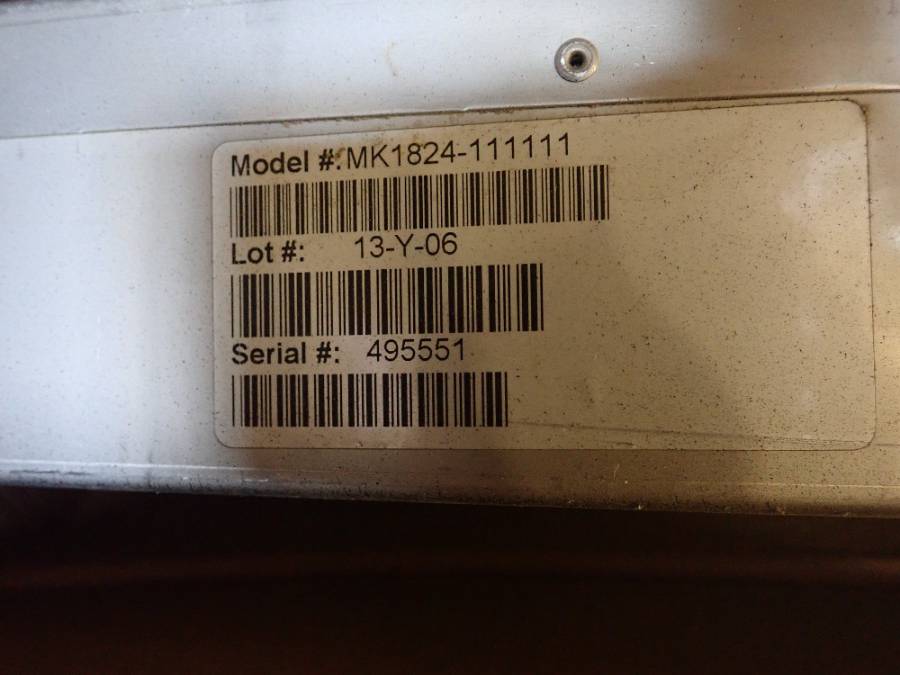 Model #: MK1824-111111
Lot #: 13-Y-06
Serial #: 495551